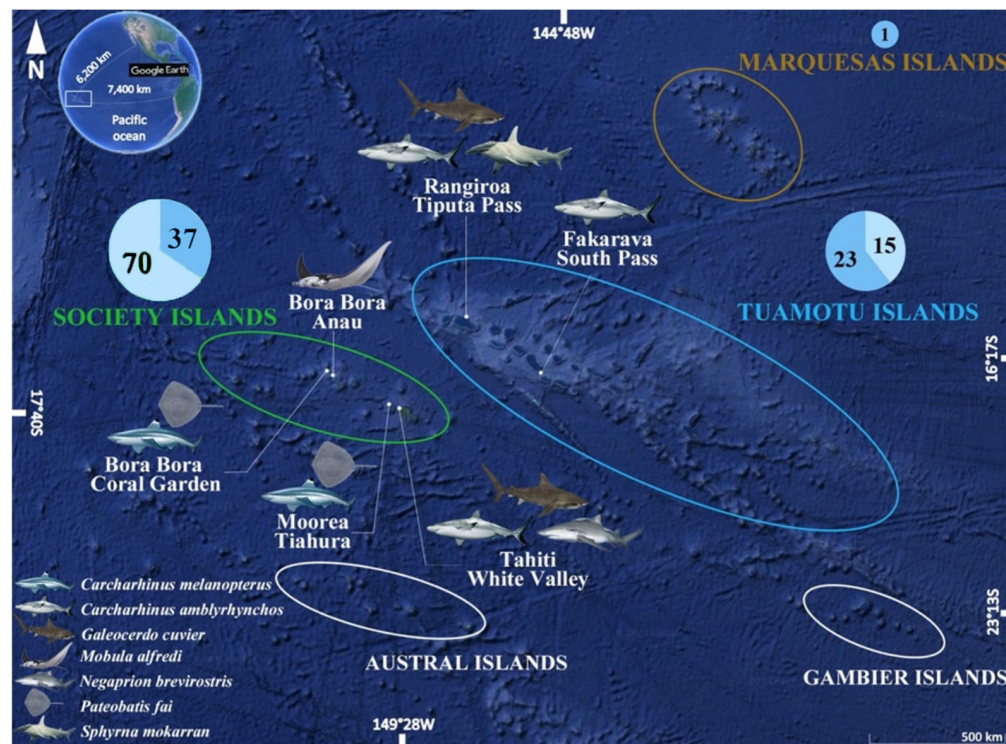 144°48W
N
6,200 km
Google Earth
7,400 km
Pacific
ocean
1
MARQUESAS ISLANDS
Rangiroa
Tiputa Pass
Fakarava
South Pass
37
70
SOCIETY ISLANDS
Bora Bora
Anau
23
15
TUAMOTU ISLANDS
16°17S
17°40S
Bora Bora
Coral Garden
Moorea
Tiahura
Tahiti
White Valley
Carcharhinus melanopterus
Carcharhinus amblyrhynchos
Galeocerdo cuvier
Mobula alfredi
Negaprion brevirostris
Pateobatis fai
Sphyrna mokarran
AUSTRAL ISLANDS
23°13S
GAMBIER ISLANDS
149°28W
500 km